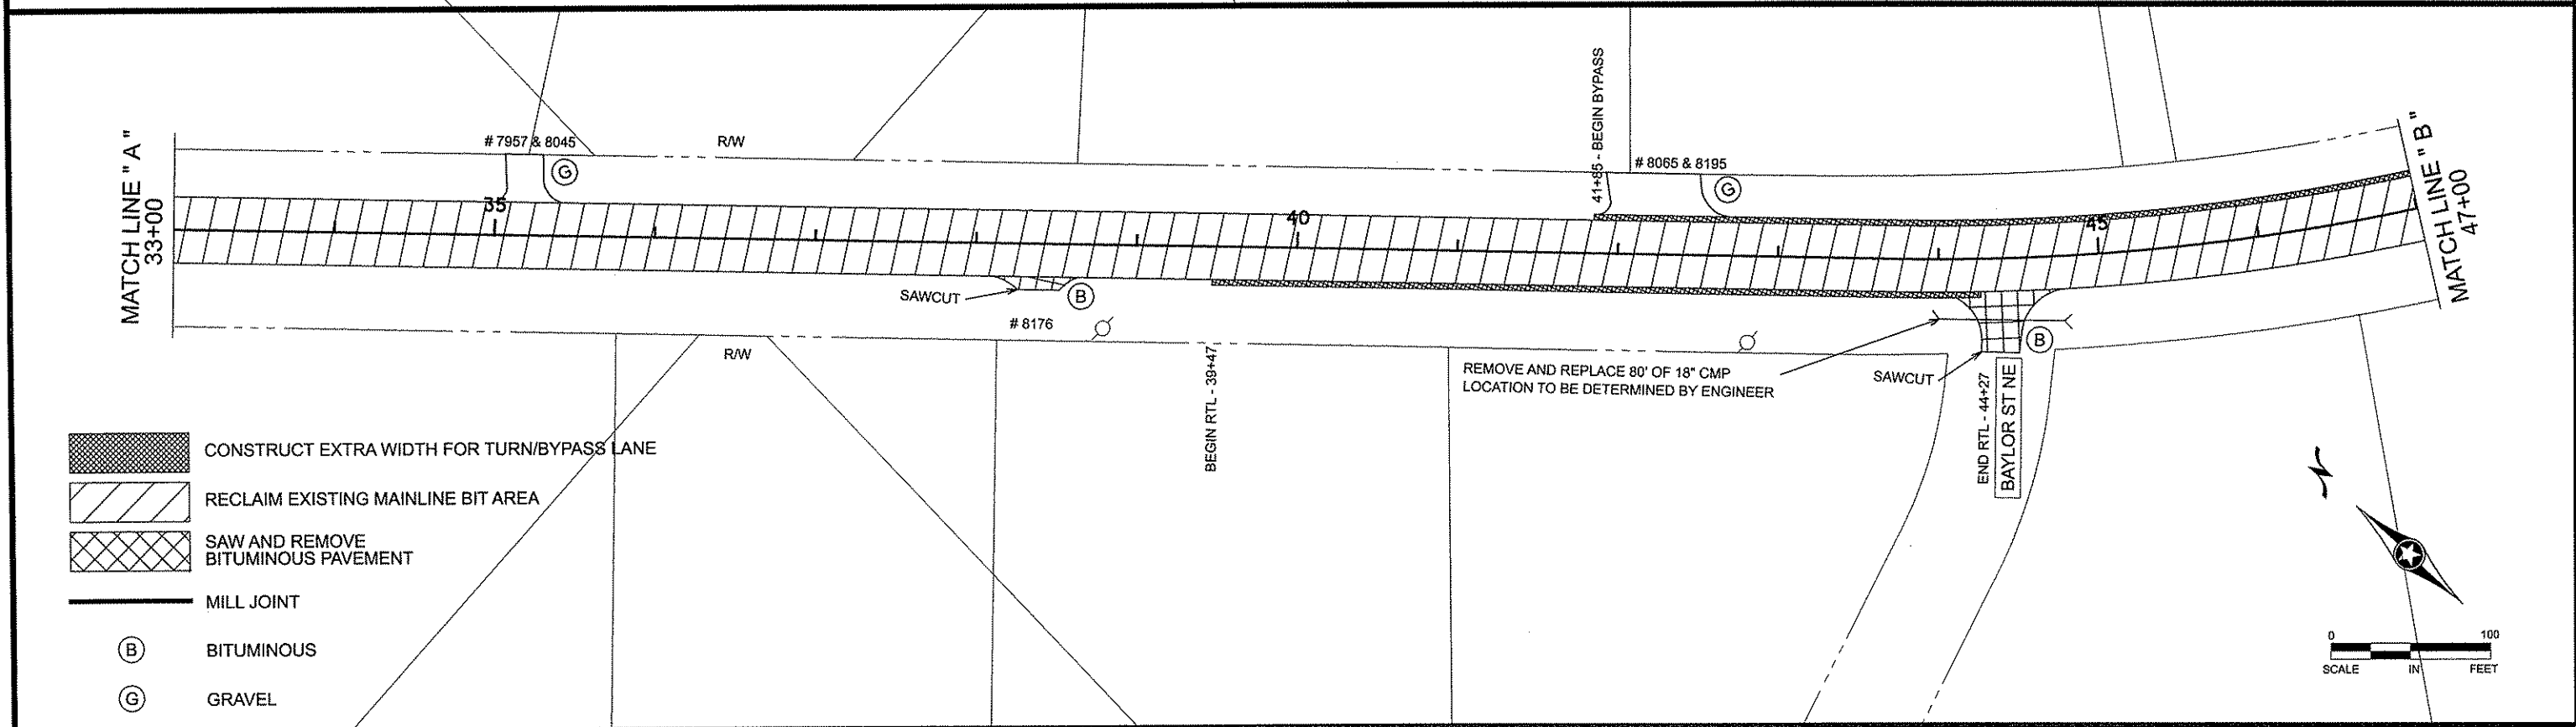 MATCH LINE " A "
33+00
# 7957 & 8045
G
R/W
41+85 - BEGIN BYPASS
# 8065 & 8195
G
MATCH LINE " B "
47+00
35
40
45
SAWCUT
B
# 8176
R/W
BEGIN RTL - 39+47
REMOVE AND REPLACE 80' OF 18" CMP
LOCATION TO BE DETERMINED BY ENGINEER
SAWCUT
B
END RTL - 44+27
BAYLOR ST NE
CONSTRUCT EXTRA WIDTH FOR TURN/BYPASS LANE
RECLAIM EXISTING MAINLINE BIT AREA
SAW AND REMOVE
BITUMINOUS PAVEMENT
MILL JOINT
B BITUMINOUS
G GRAVEL
N
0 100
SCALE IN FEET